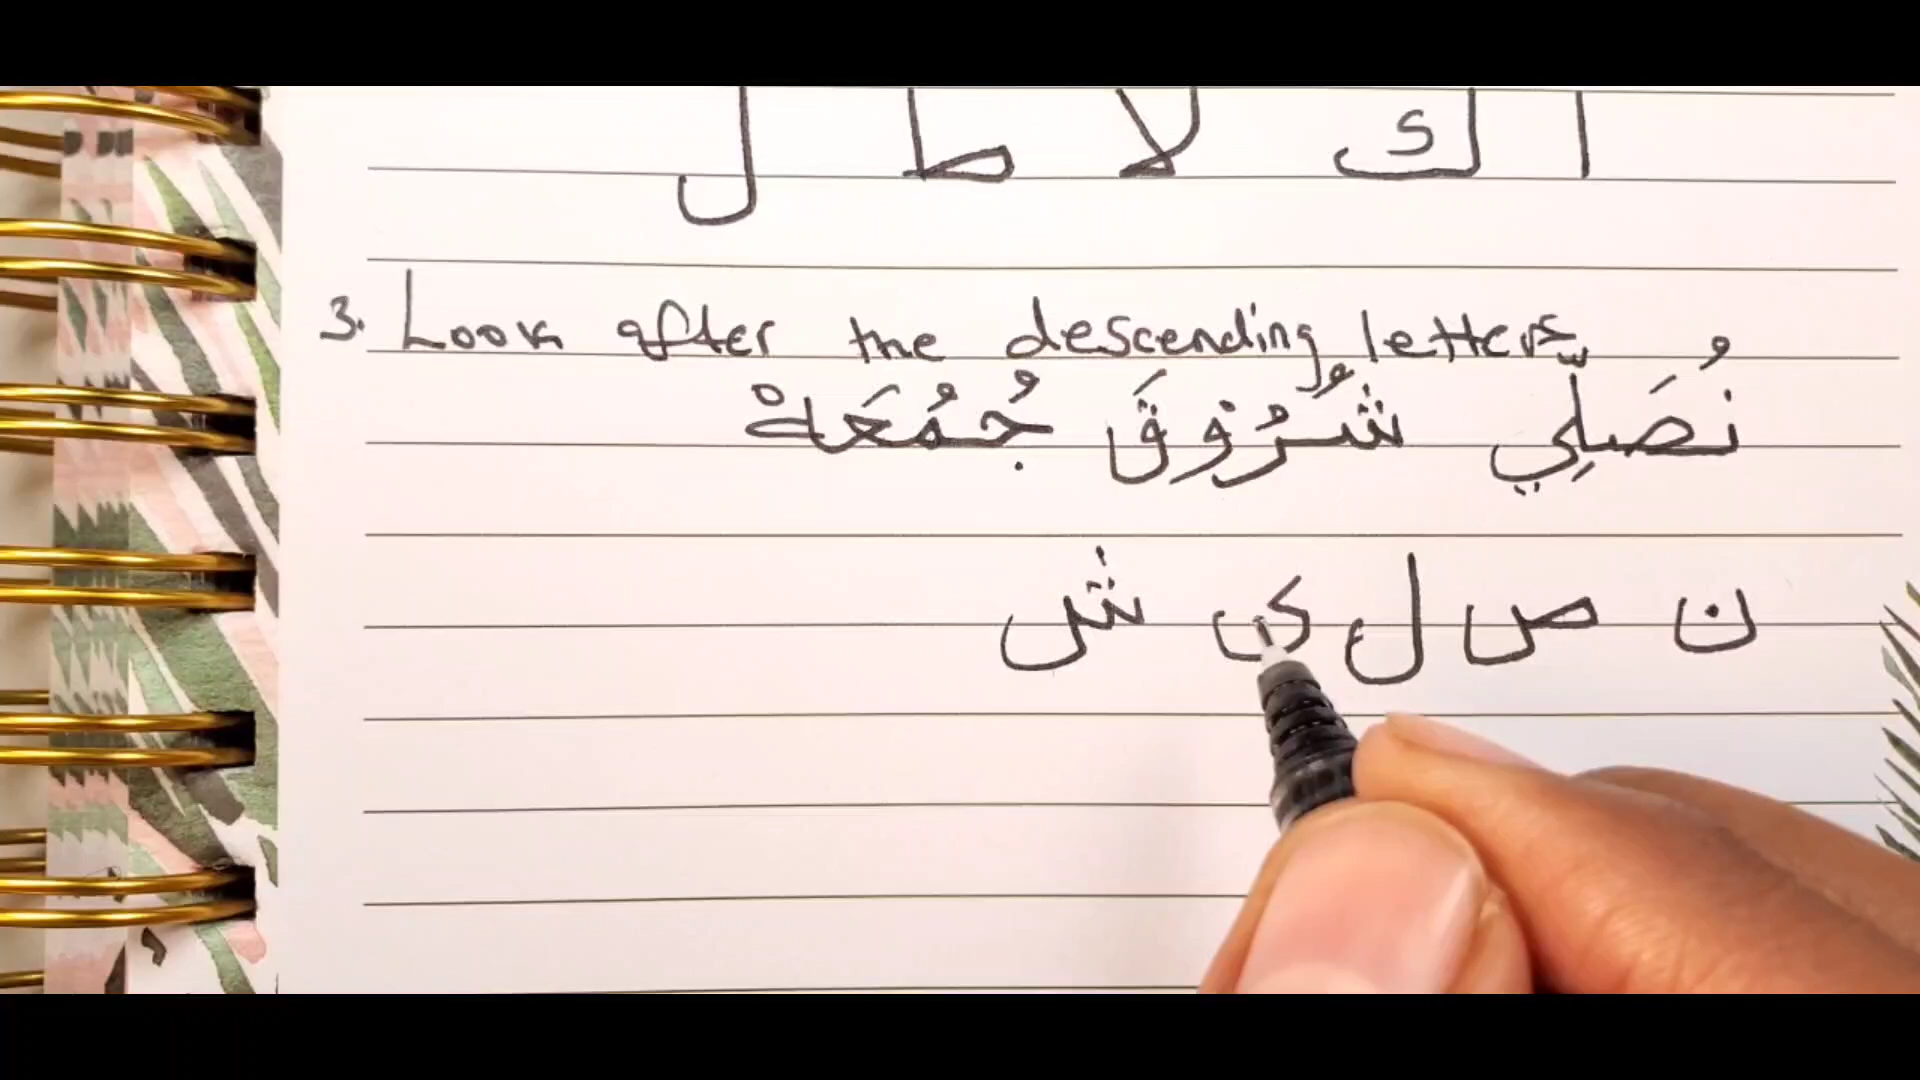 ا ك لا ط ل
3. Look after the descending letters
نُصَلِّي شُرُوقَ جُمُعَهْ
ن ص ل ى ش